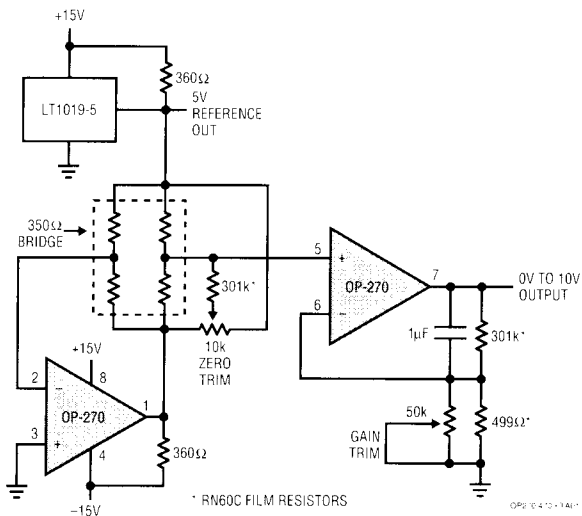 +15V
360Ω
LT1019-5
5V
REFERENCE
OUT
350Ω
BRIDGE
5
+
7
0V TO 10V
OUTPUT
OP-270
6
−
301k*
10k
ZERO
TRIM
1μF
301k*
+15V
2
−
8
OP-270
1
3
+
4
360Ω
50k
499Ω*
GAIN
TRIM
−15V
* RN60C FILM RESISTORS